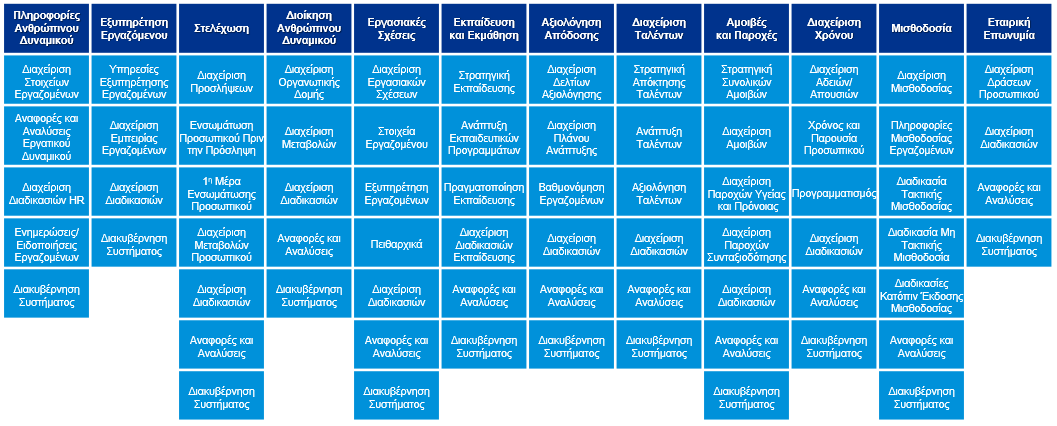 Πληροφορίες
Ανθρώπινου
Δυναμικού
Εξυπηρέτηση
Εργαζόμενου
Στελέχωση
Διοίκηση
Ανθρώπινου
Δυναμικού
Εργασιακές
Σχέσεις
Εκπαίδευση
και Εκμάθηση
Αξιολόγηση
Απόδοσης
Διαχείριση
Ταλέντων
Αμοιβές
και Παροχές
Διαχείριση
Χρόνου
Μισθοδοσία
Εταιρική
Επωνυμία
Διαχείριση
Στοιχείων
Εργαζομένων
Υπηρεσίες
Εξυπηρέτησης
Εργαζομένων
Διαχείριση
Προσλήψεων
Διαχείριση
Οργανωτικής
Δομής
Διαχείριση
Εργασιακών
Σχέσεων
Στρατηγική
Εκπαίδευσης
Διαχείριση
Δελτίων
Αξιολόγησης
Στρατηγική
Απόκτησης
Ταλέντων
Στρατηγική
Συνολικών
Αμοιβών
Διαχείριση
Αδειών/
Απουσιών
Διαχείριση
Μισθοδοσίας
Διαχείριση
Δράσεων
Προσωπικού
Αναφορές και
Αναλύσεις
Εργατικού
Δυναμικού
Διαχείριση
Εμπειρίας
Εργαζομένων
Ενσωμάτωση
Προσωπικού Πριν
την Πρόσληψη
Διαχείριση
Μεταβολών
Στοιχεία
Εργαζομένου
Ανάπτυξη
Εκπαιδευτικών
Προγραμμάτων
Διαχείριση
Πλάνου
Ανάπτυξης
Ανάπτυξη
Ταλέντων
Διαχείριση
Αμοιβών
Χρόνος και
Παρουσία
Προσωπικού
Πληροφορίες
Μισθοδοσίας
Εργαζομένων
Διαχείριση
Διαδικασιών
Διαχείριση
Διαδικασιών HR
Διαχείριση
Διαδικασιών
1η Μέρα
Ενσωμάτωσης
Προσωπικού
Διαχείριση
Διαδικασιών
Εξυπηρέτηση
Εργαζομένων
Πραγματοποίηση
Εκπαίδευσης
Βαθμονόμηση
Εργαζομένων
Αξιολόγηση
Ταλέντων
Διαχείριση
Παροχών Υγείας
και Πρόνοιας
Προγραμματισμός
Διαδικασία
Τακτικής
Μισθοδοσίας
Αναφορές και
Αναλύσεις
Ενημερώσεις/
Ειδοποιήσεις
Εργαζομένων
Διακυβέρνηση
Συστήματος
Διαχείριση
Μεταβολών
Προσωπικού
Αναφορές και
Αναλύσεις
Πειθαρχικά
Διαχείριση
Διαδικασιών
Εκπαίδευσης
Διαχείριση
Διαδικασιών
Διαχείριση
Διαδικασιών
Διαχείριση
Παροχών
Συνταξιοδότησης
Διαχείριση
Διαδικασιών
Διαδικασία Μη
Τακτικής
Μισθοδοσία
Διακυβέρνηση
Συστήματος
Διακυβέρνηση
Συστήματος
Διαχείριση
Διαδικασιών
Διακυβέρνηση
Συστήματος
Διαχείριση
Διαδικασιών
Αναφορές και
Αναλύσεις
Αναφορές και
Αναλύσεις
Αναφορές και
Αναλύσεις
Διαχείριση
Διαδικασιών
Αναφορές και
Αναλύσεις
Διαδικασίες
Κατόπιν Έκδοσης
Μισθοδοσίας
Αναφορές και
Αναλύσεις
Αναφορές και
Αναλύσεις
Διακυβέρνηση
Συστήματος
Διακυβέρνηση
Συστήματος
Διακυβέρνηση
Συστήματος
Αναφορές και
Αναλύσεις
Διακυβέρνηση
Συστήματος
Αναφορές και
Αναλύσεις
Διακυβέρνηση
Συστήματος
Διακυβέρνηση
Συστήματος
Διακυβέρνηση
Συστήματος
Διακυβέρνηση
Συστήματος